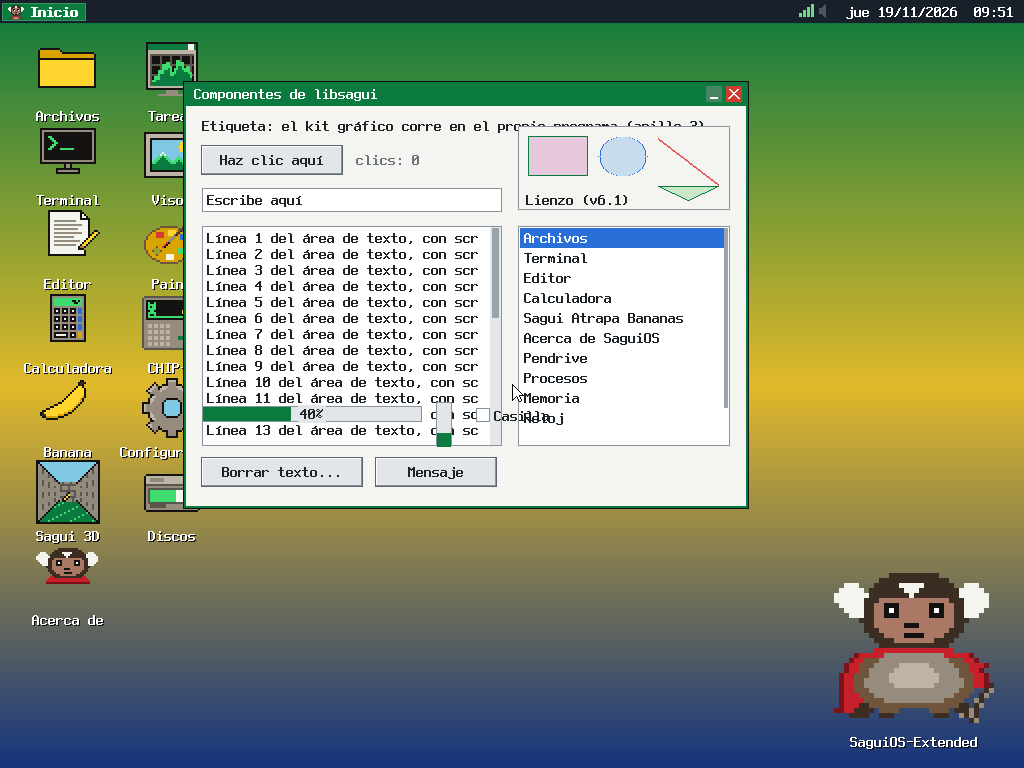 Inicio
jue 19/11/2026 09:51
Archivos
Terminal
Editor
Calculadora
Banana
Sagui 3D
Acerca de
Discos
Componentes de libsagui
Etiqueta: el kit gráfico corre en el propio programa (anillo 3)
Haz clic aquí
clics: 0
Escribe aquí
Lienzo (v6.1)
Línea 1 del área de texto, con scr
Línea 2 del área de texto, con scr
Línea 3 del área de texto, con scr
Línea 4 del área de texto, con scr
Línea 5 del área de texto, con scr
Línea 6 del área de texto, con scr
Línea 7 del área de texto, con scr
Línea 8 del área de texto, con scr
Línea 9 del área de texto, con scr
Línea 10 del área de texto, con sc
Línea 11 del área de texto, con sc
40%
Casilla
Línea 13 del área de texto, con sc
Archivos
Terminal
Editor
Calculadora
Sagui Atrapa Bananas
Acerca de SaguiOS
Pendrive
Procesos
Memoria
Reloj
Borrar texto...
Mensaje
SaguiOS-Extended